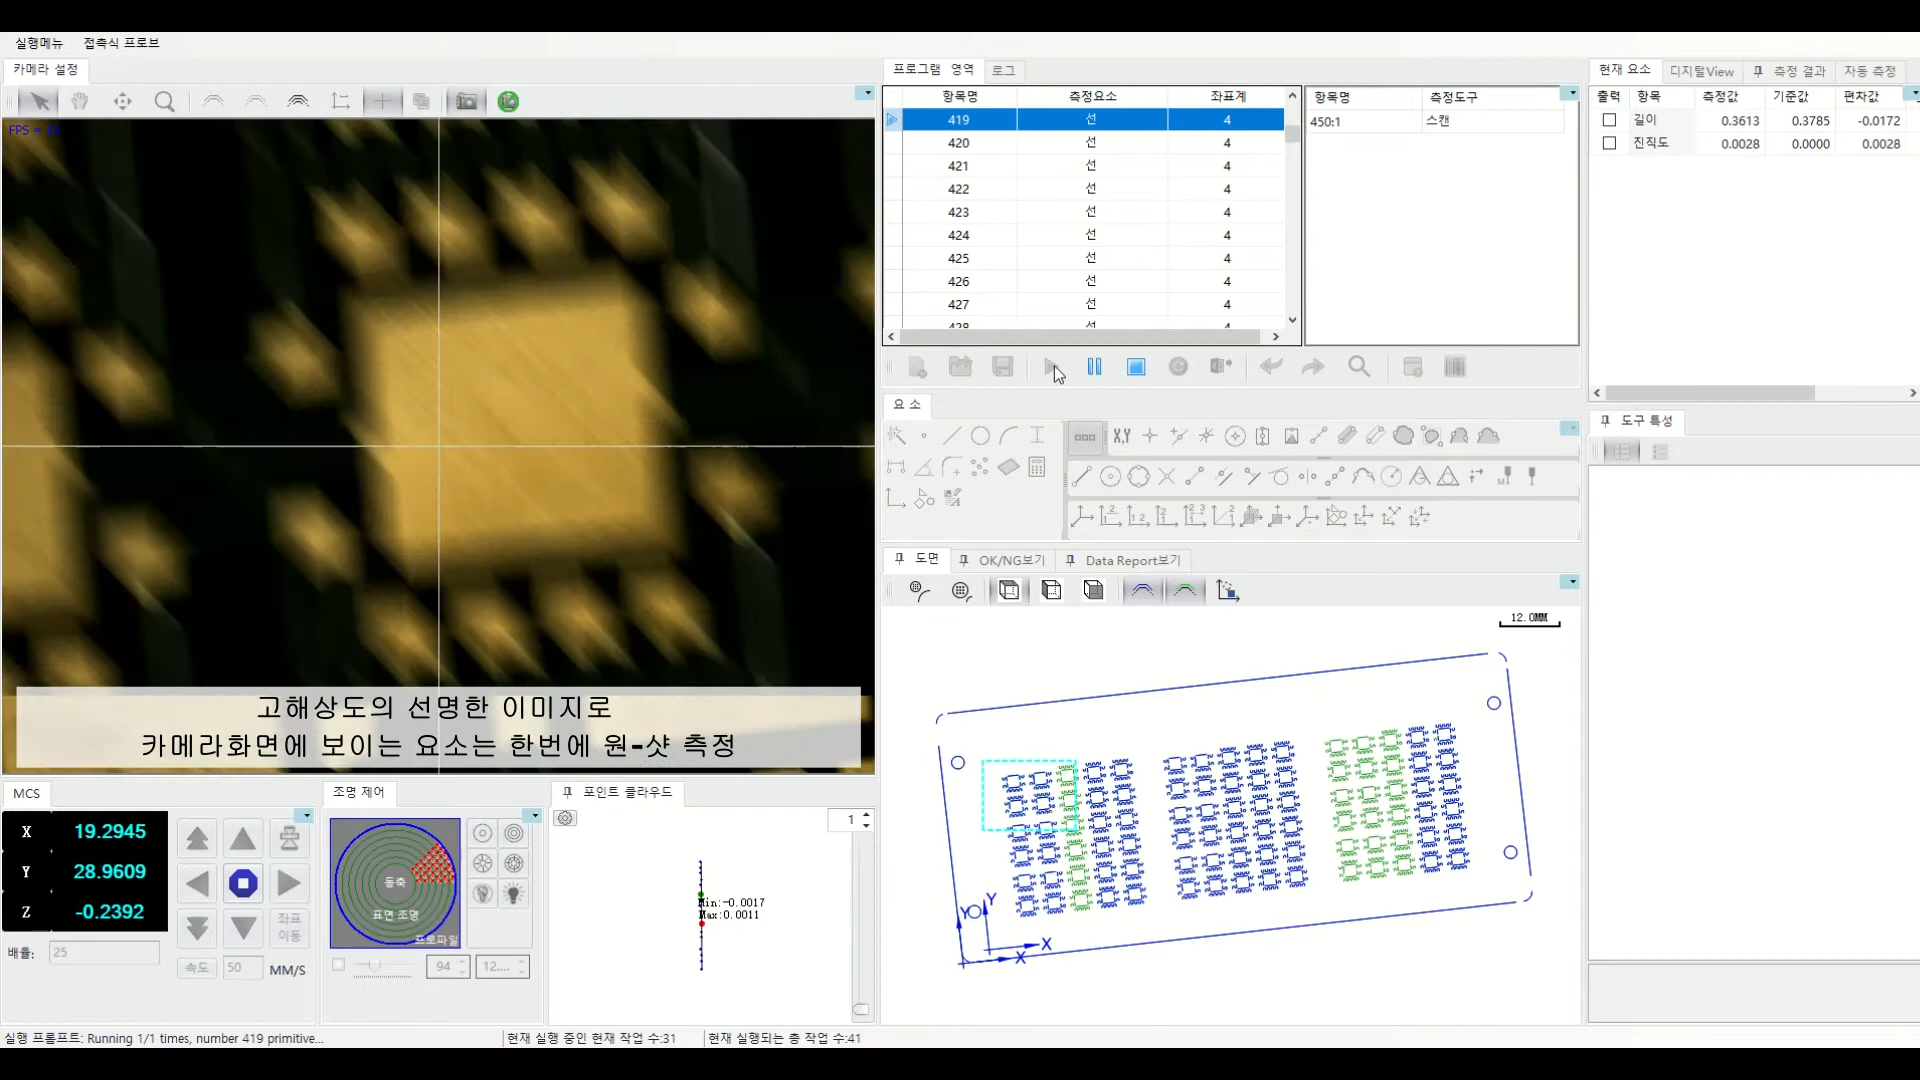 실행메뉴 접촉식 프로브
카메라 설정
고해상도의 선명한 이미지로
카메라화면에 보이는 요소는 한번에 원-샷 측정
프로그램 영역 로그
항목명 측정요소 좌표계
419 선 4
420 선 4
421 선 4
422 선 4
423 선 4
424 선 4
425 선 4
426 선 4
427 선 4
428 선 4
항목명 측정도구
450:1 스캔
현재 요소 디지털View 측정 결과 자동 측정
출력 항목 측정값 기준값 편차값
길이 0.3613 0.3785 -0.0172
진직도 0.0028 0.0000 0.0028
도구 특성
요 소
X,Y
도면 OK/NG보기 Data Report보기
12.0MM
Y Y
X
X
MCS
X 19.2945
Y 28.9609
Z -0.2392
배율: 25
속도 50 MM/S
좌표
이동
조명 제어
동축
표면 조명
프로파일
94 12....
포인트 클라우드
1
Min:-0.0017
Max:0.0011
실행 프롬프트: Running 1/1 times, number 419 primitive... 현재 실행 중인 현재 작업 수:31 현재 실행되는 총 작업 수:41